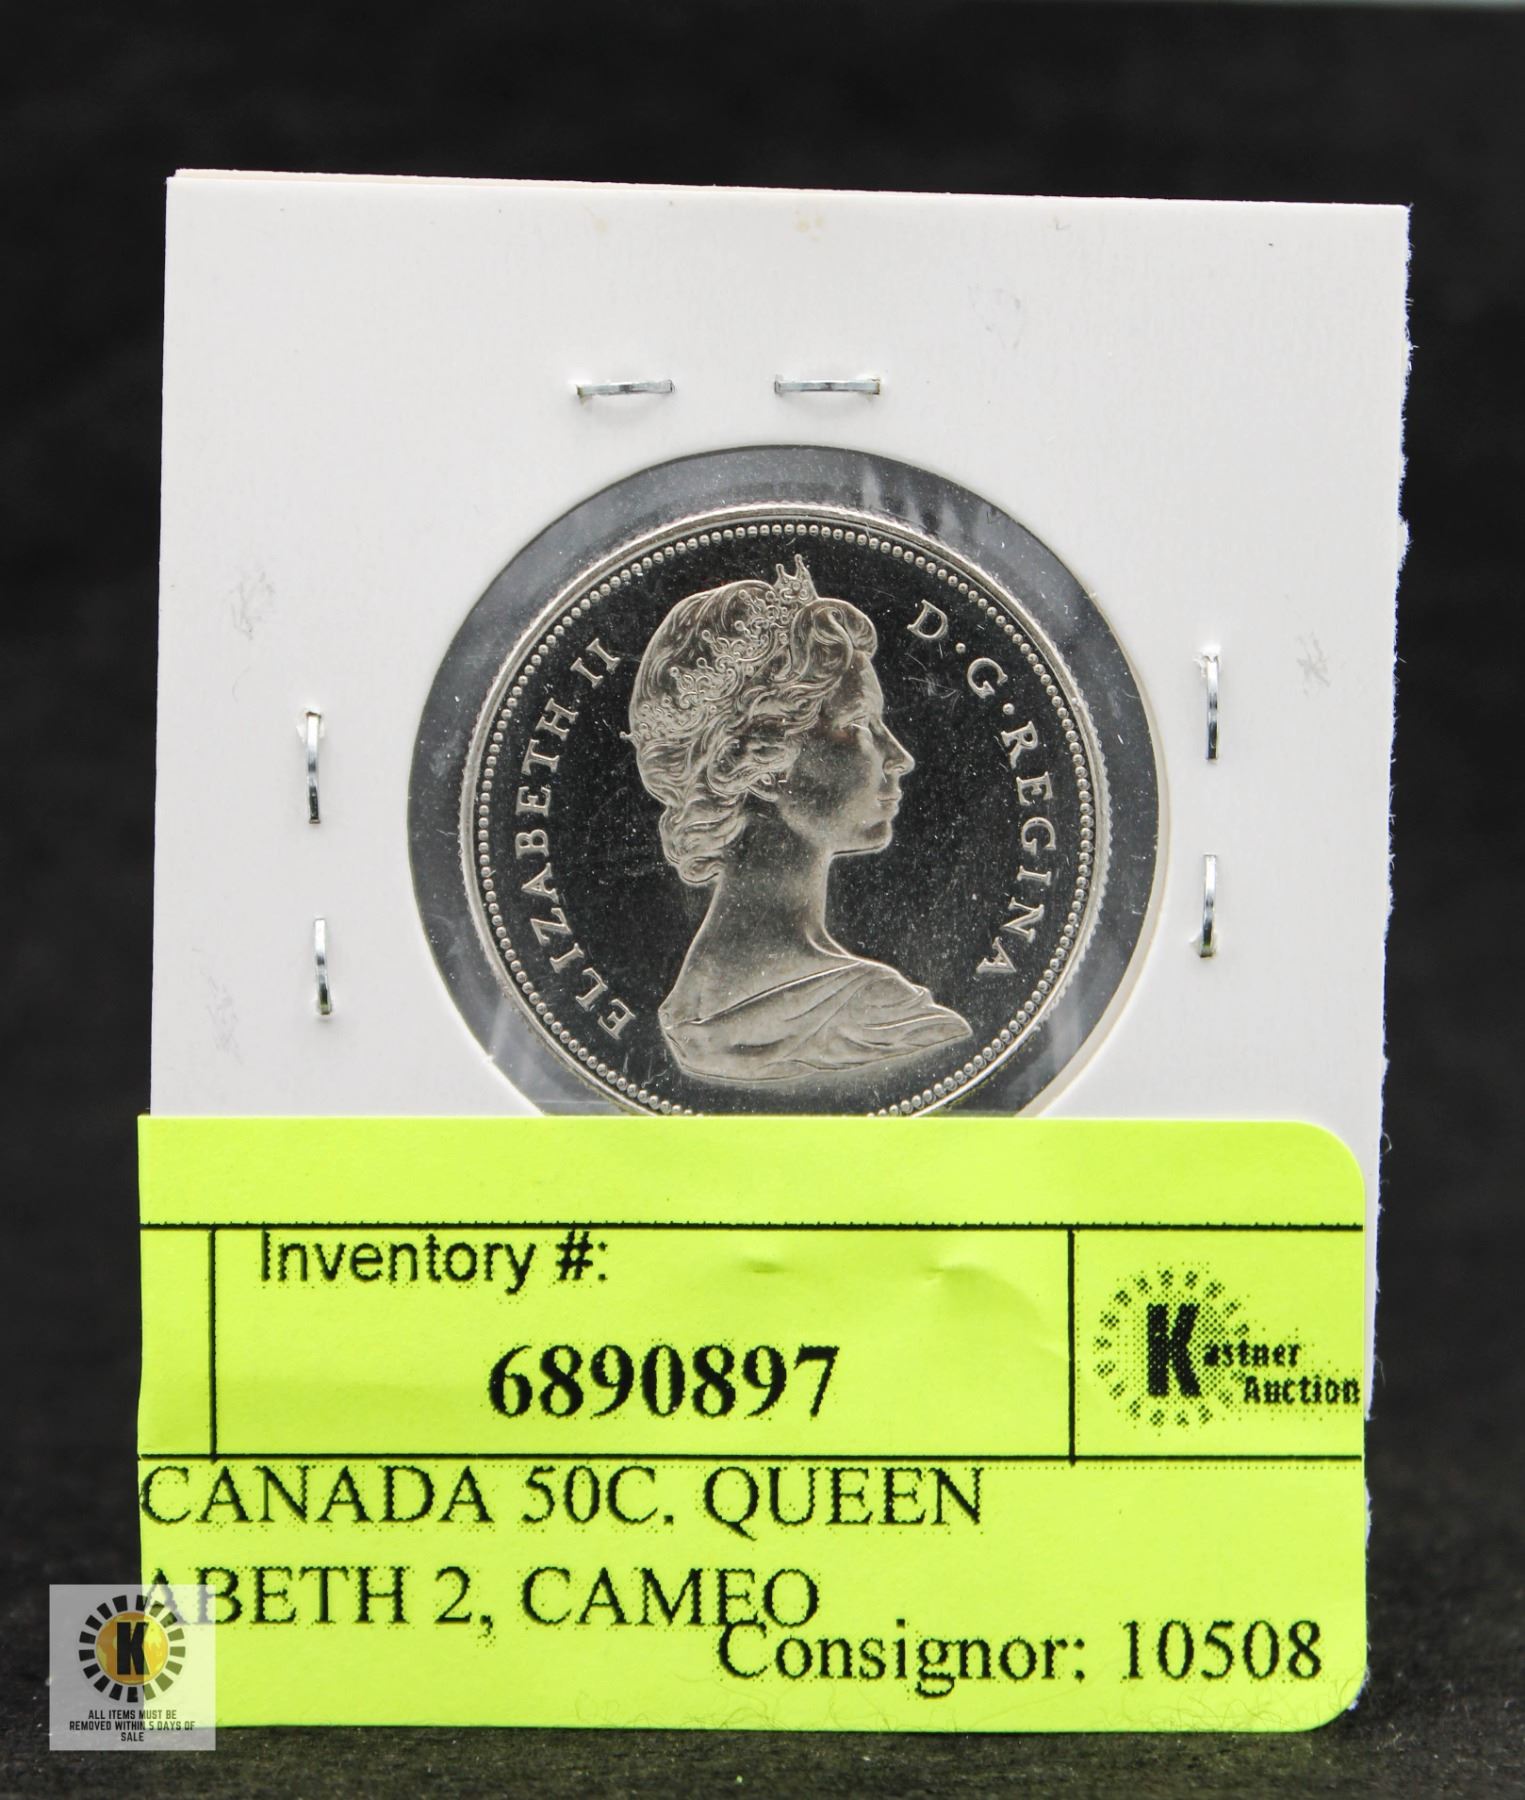 ELIZABETH II D·G·REGINA
Inventory #:
6890897
Kastner
Auction
CANADA 50C. QUEEN
ABETH 2, CAMEO
Consignor: 10508
K
ALL ITEMS MUST BE
REMOVED WITHIN 5 DAYS OF
SALE